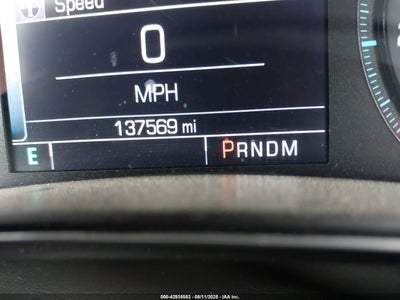 Speed
0
MPH
137569 mi
E PRNDM
000-42935582 - 08/11/2025 - IAA Inc.